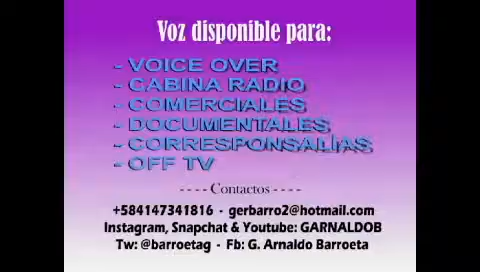 Voz disponible para:
- VOICE OVER
- CABINA RADIO
- COMERCIALES
- DOCUMENTALES
- CORRESPONSALÍAS
- OFF TV
- - - - Contactos - - - -
+584147341816 - gerbarro2@hotmail.com
Instagram, Snapchat & Youtube: GARNALDOB
Tw: @barroetag - Fb: G. Arnaldo Barroeta